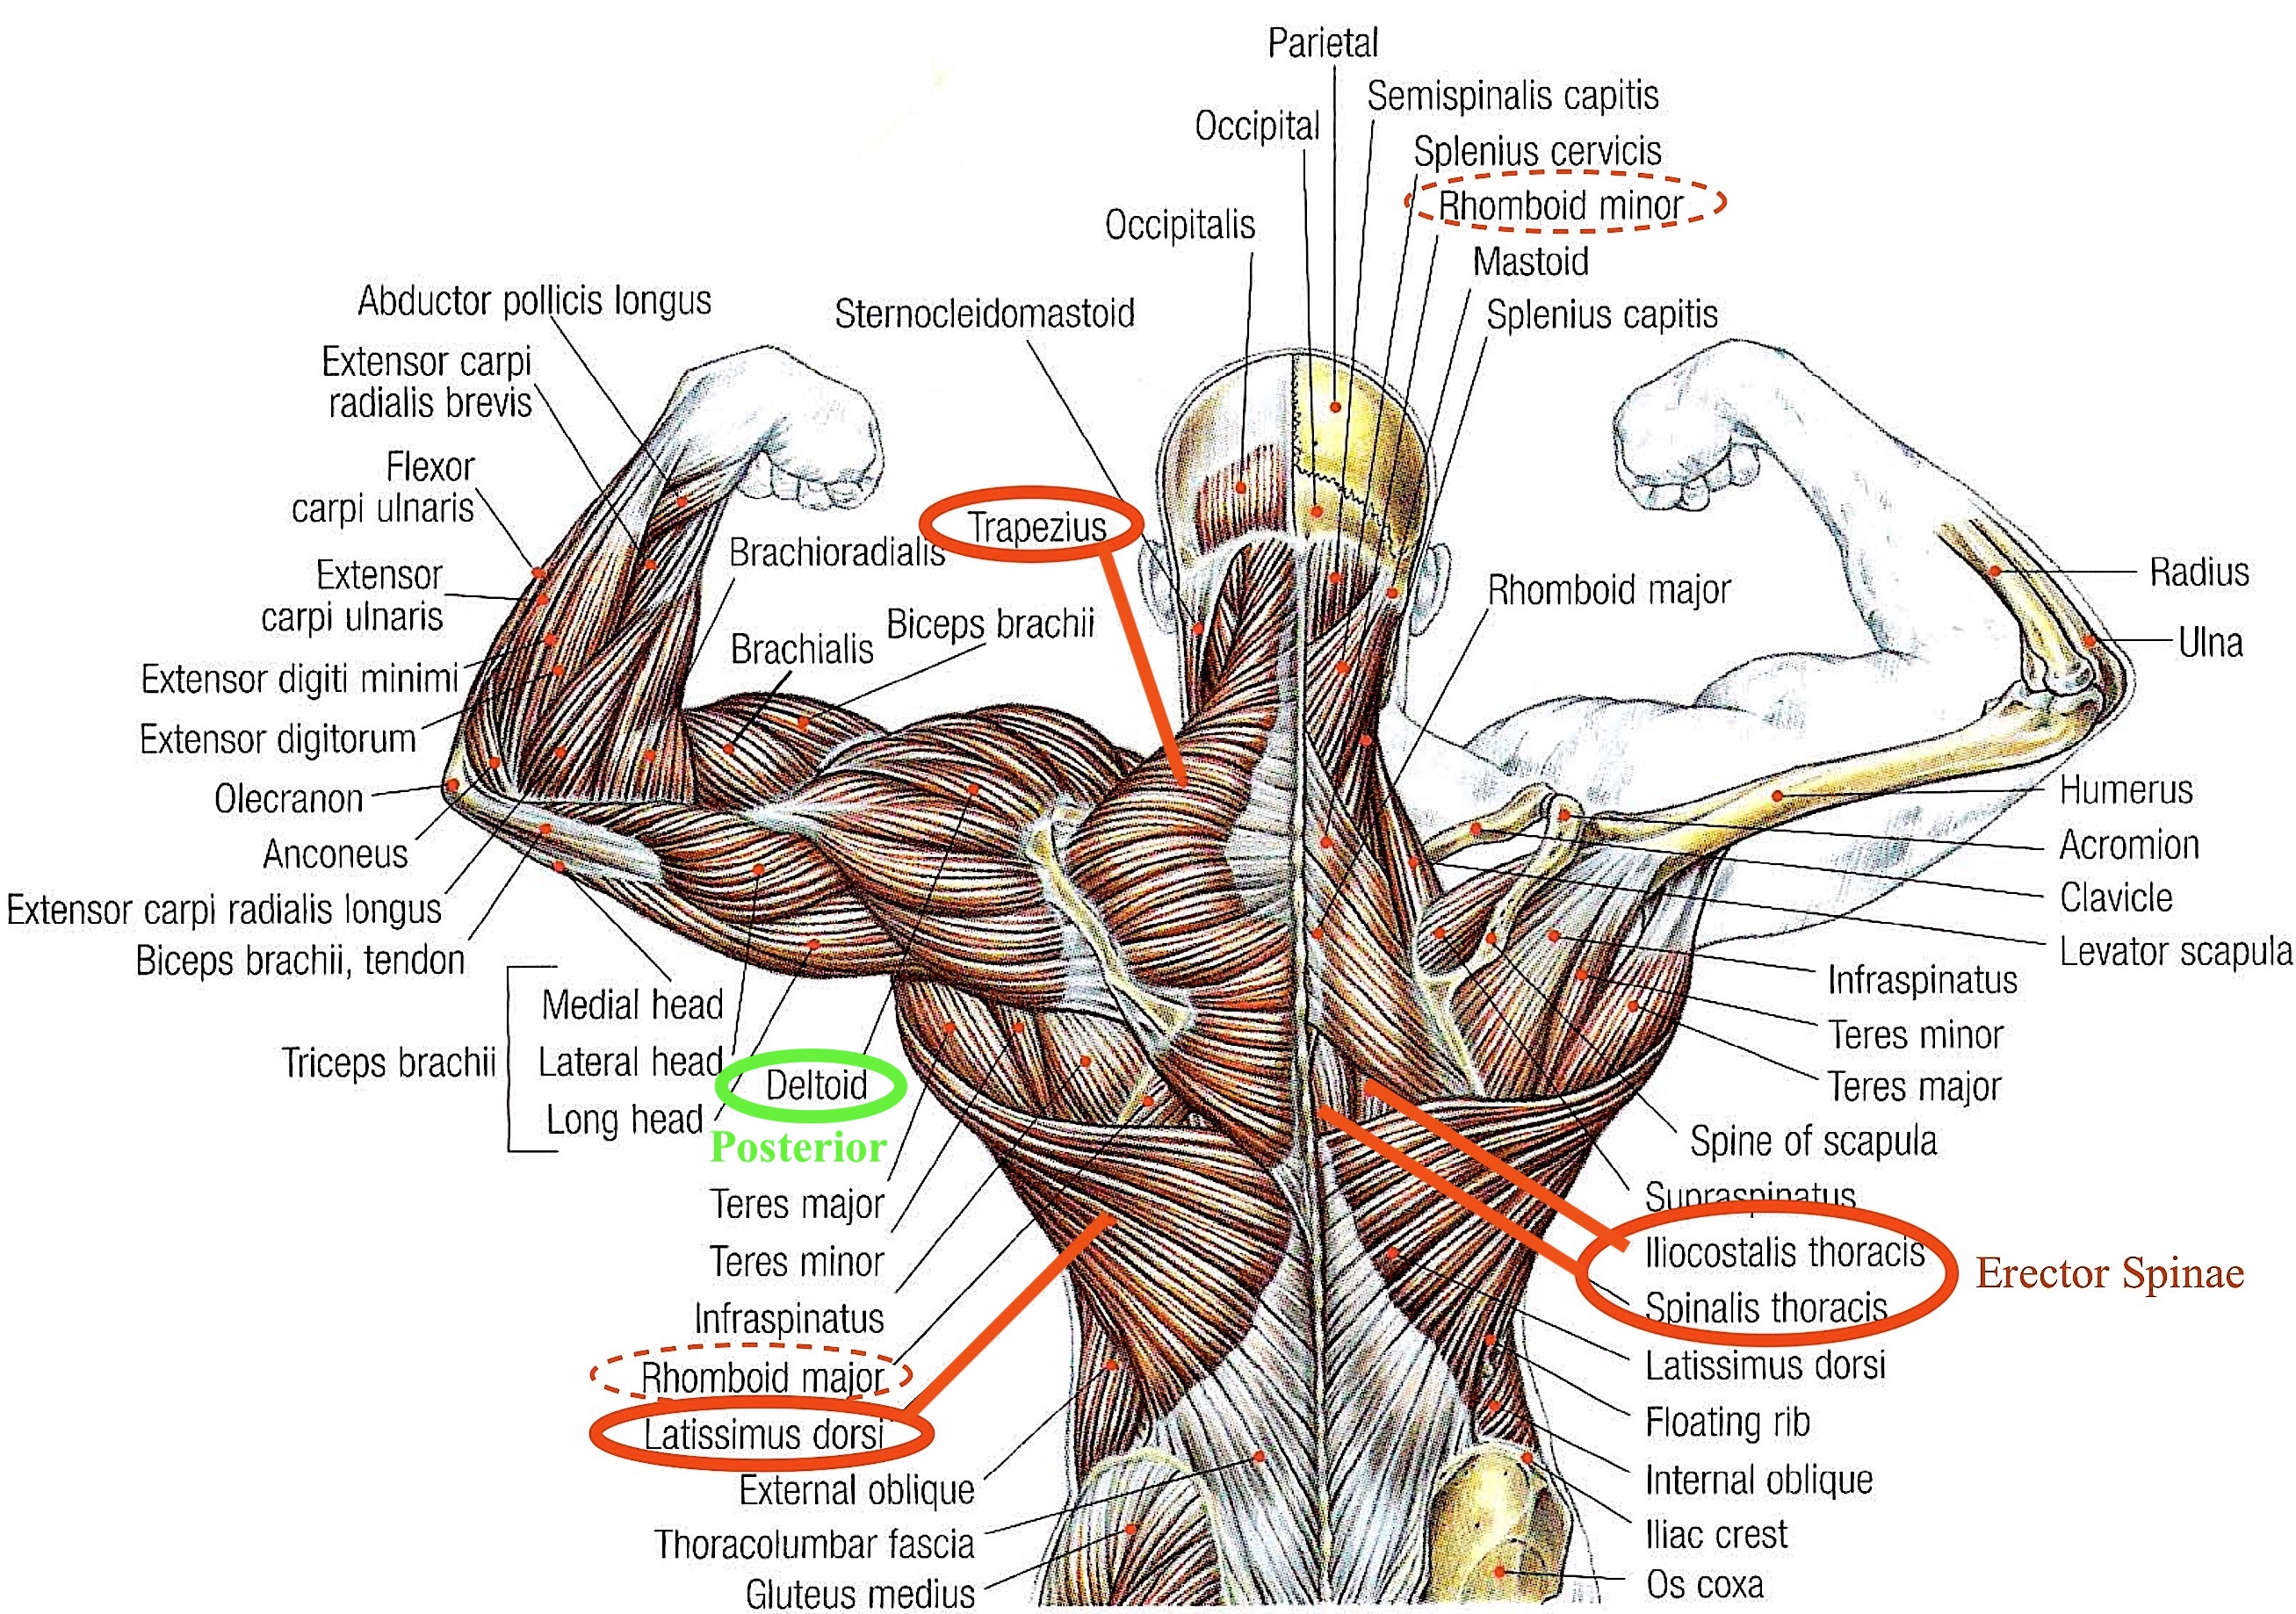 Parietal
Semispinalis capitis
Occipital
Splenius cervicis
Rhomboid minor
Occipitalis
Mastoid
Abductor pollicis longus
Sternocleidomastoid
Splenius capitis
Extensor carpi
radialis brevis
Flexor
carpi ulnaris
Trapezius
Brachioradialis
Extensor
carpi ulnaris
Radius
Rhomboid major
Biceps brachii
Brachialis
Ulna
Extensor digiti minimi
Extensor digitorum
Olecranon
Humerus
Anconeus
Acromion
Extensor carpi radialis longus
Clavicle
Biceps brachii, tendon
Levator scapula
Infraspinatus
Medial head
Teres minor
Triceps brachii
Lateral head
Deltoid
Teres major
Long head
Posterior
Spine of scapula
Teres major
Supraspinatus
Teres minor
Iliocostalis thoracis
Erector Spinae
Infraspinatus
Spinalis thoracis
Rhomboid major
Latissimus dorsi
Latissimus dorsi
Floating rib
External oblique
Internal oblique
Thoracolumbar fascia
Iliac crest
Gluteus medius
Os coxa